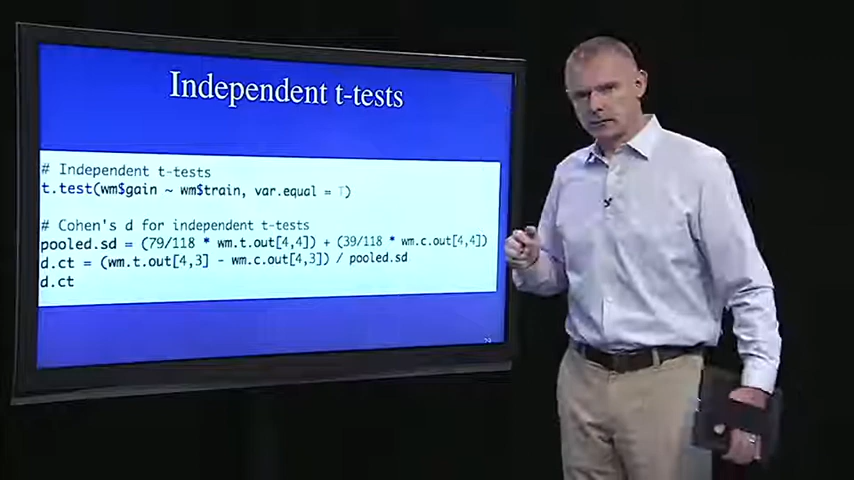 Independent t-tests
# Independent t-tests
t.test(wm$gain ~ wm$train, var.equal = T)
# Cohen's d for independent t-tests
pooled.sd = (79/118 * wm.t.out[4,4]) + (39/118 * wm.c.out[4,4])
d.ct = (wm.t.out[4,3] - wm.c.out[4,3]) / pooled.sd
d.ct